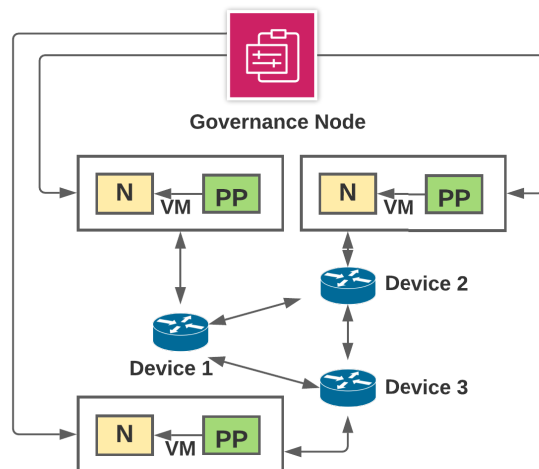 Governance Node
N VM PP
N VM PP
Device 2
Device 1
Device 3
N VM PP